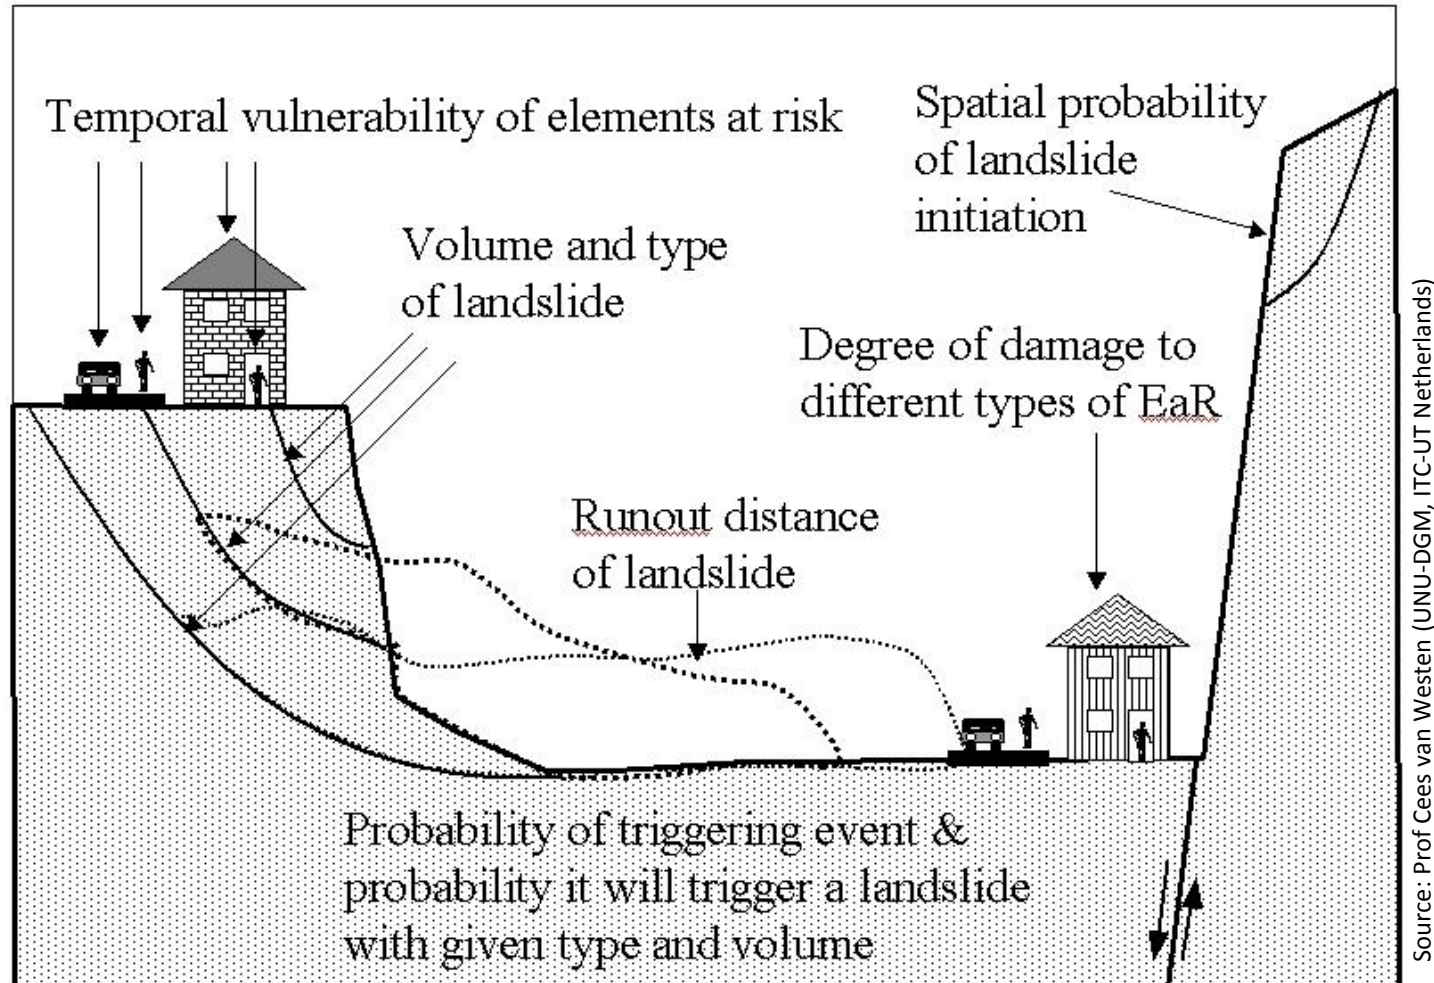 Temporal vulnerability of elements at risk
Spatial probability
of landslide
initiation
Volume and type
of landslide
Degree of damage to
different types of EaR
Runout distance
of landslide
Probability of triggering event &
probability it will trigger a landslide
with given type and volume
Source: Prof Cees van Westen (UNU-DGM, ITC-UT Netherlands)